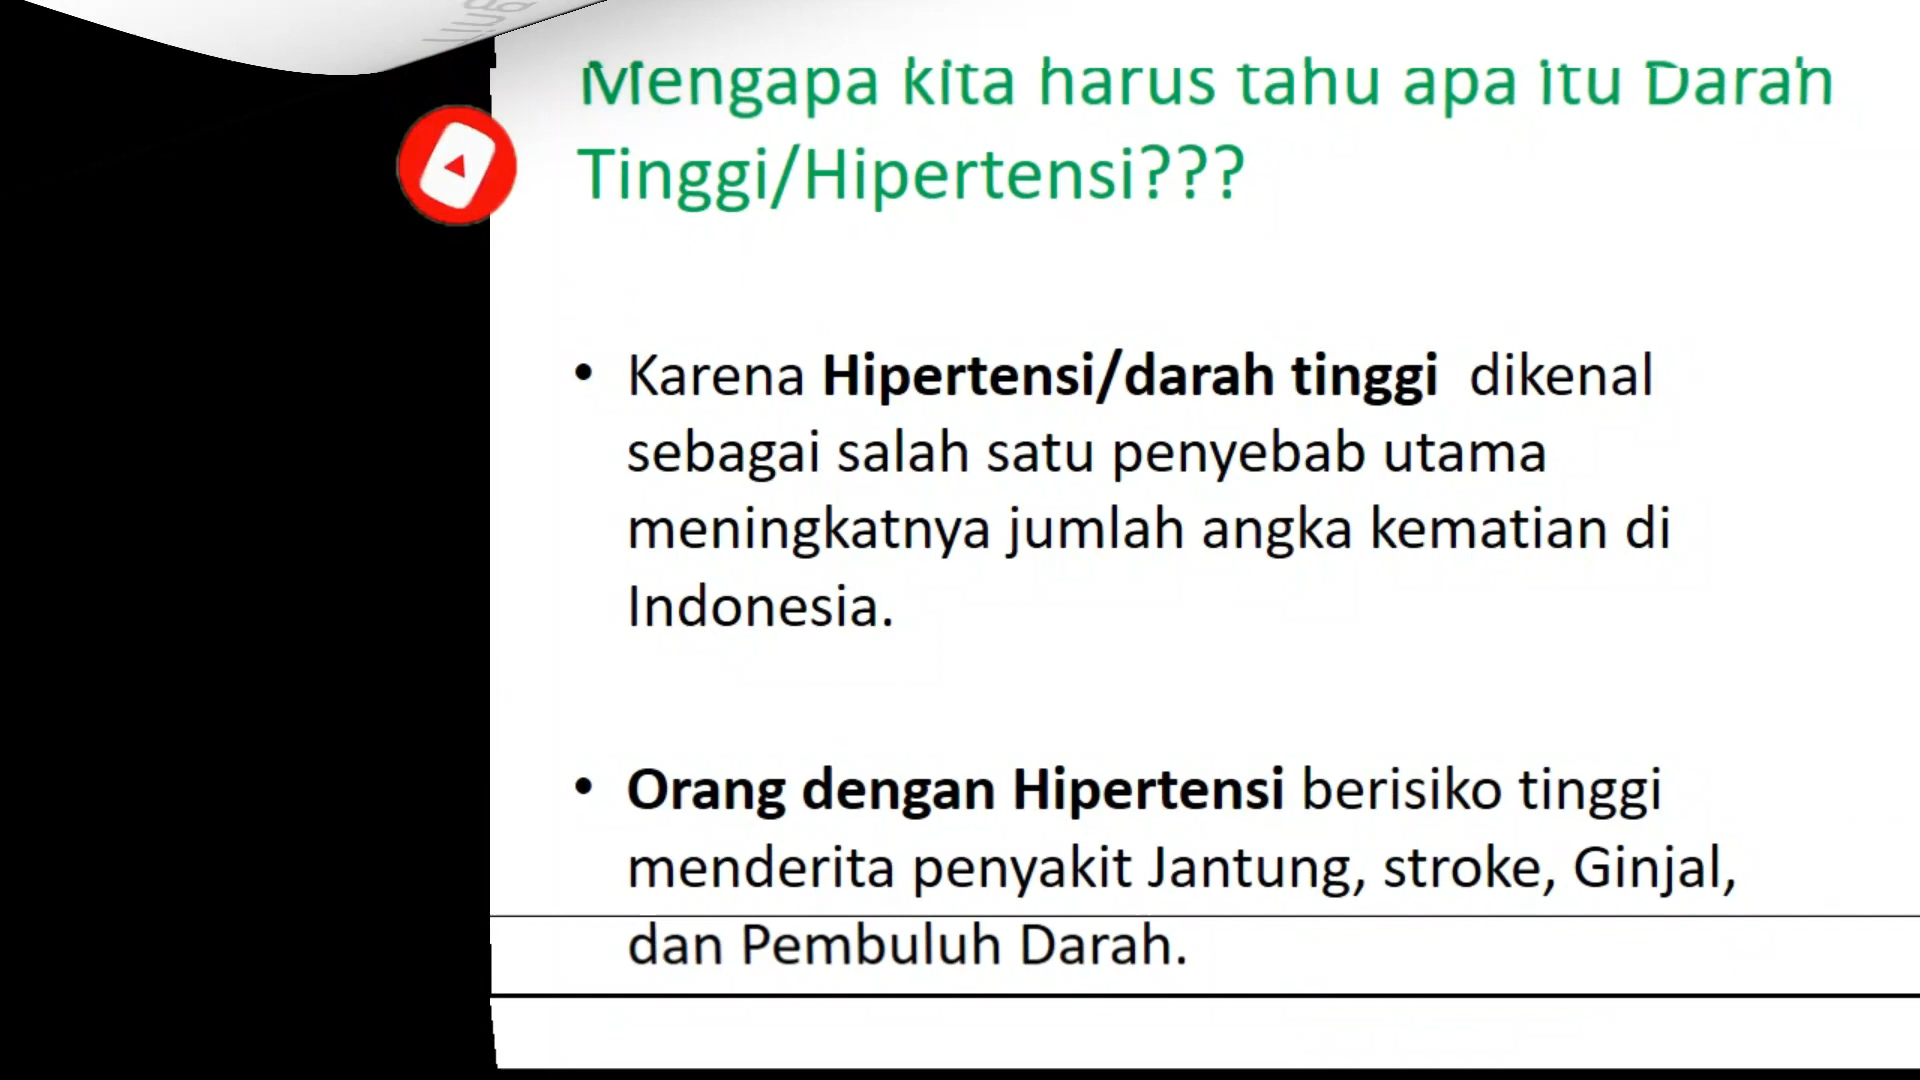 Mengapa kita harus tahu apa itu Darah
Tinggi/Hipertensi???
• Karena Hipertensi/darah tinggi dikenal
sebagai salah satu penyebab utama
meningkatnya jumlah angka kematian di
Indonesia.
• Orang dengan Hipertensi berisiko tinggi
menderita penyakit Jantung, stroke, Ginjal,
dan Pembuluh Darah.